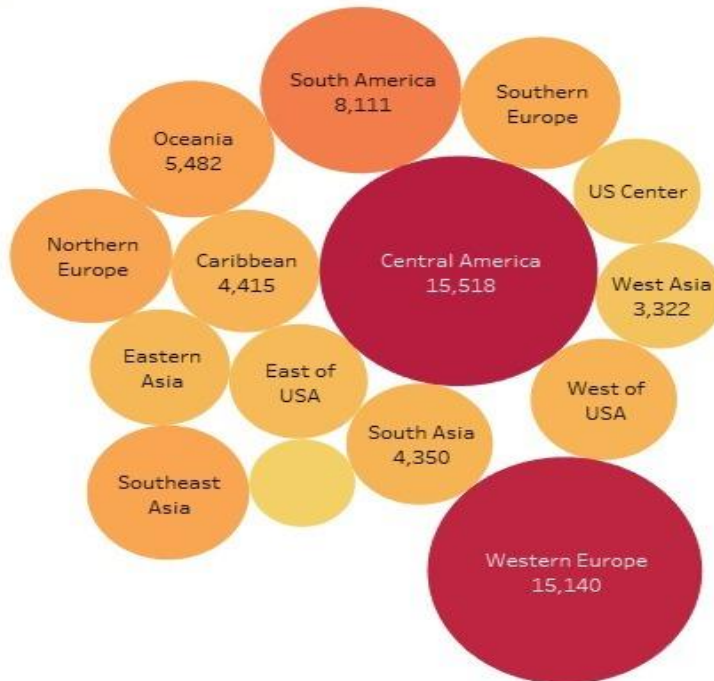 South America
8,111
Southern
Europe
Oceania
5,482
US Center
Northern
Europe
Caribbean
4,415
Central America
15,518
West Asia
3,322
Eastern
Asia
East of
USA
West of
USA
South Asia
4,350
Southeast
Asia
Western Europe
15,140